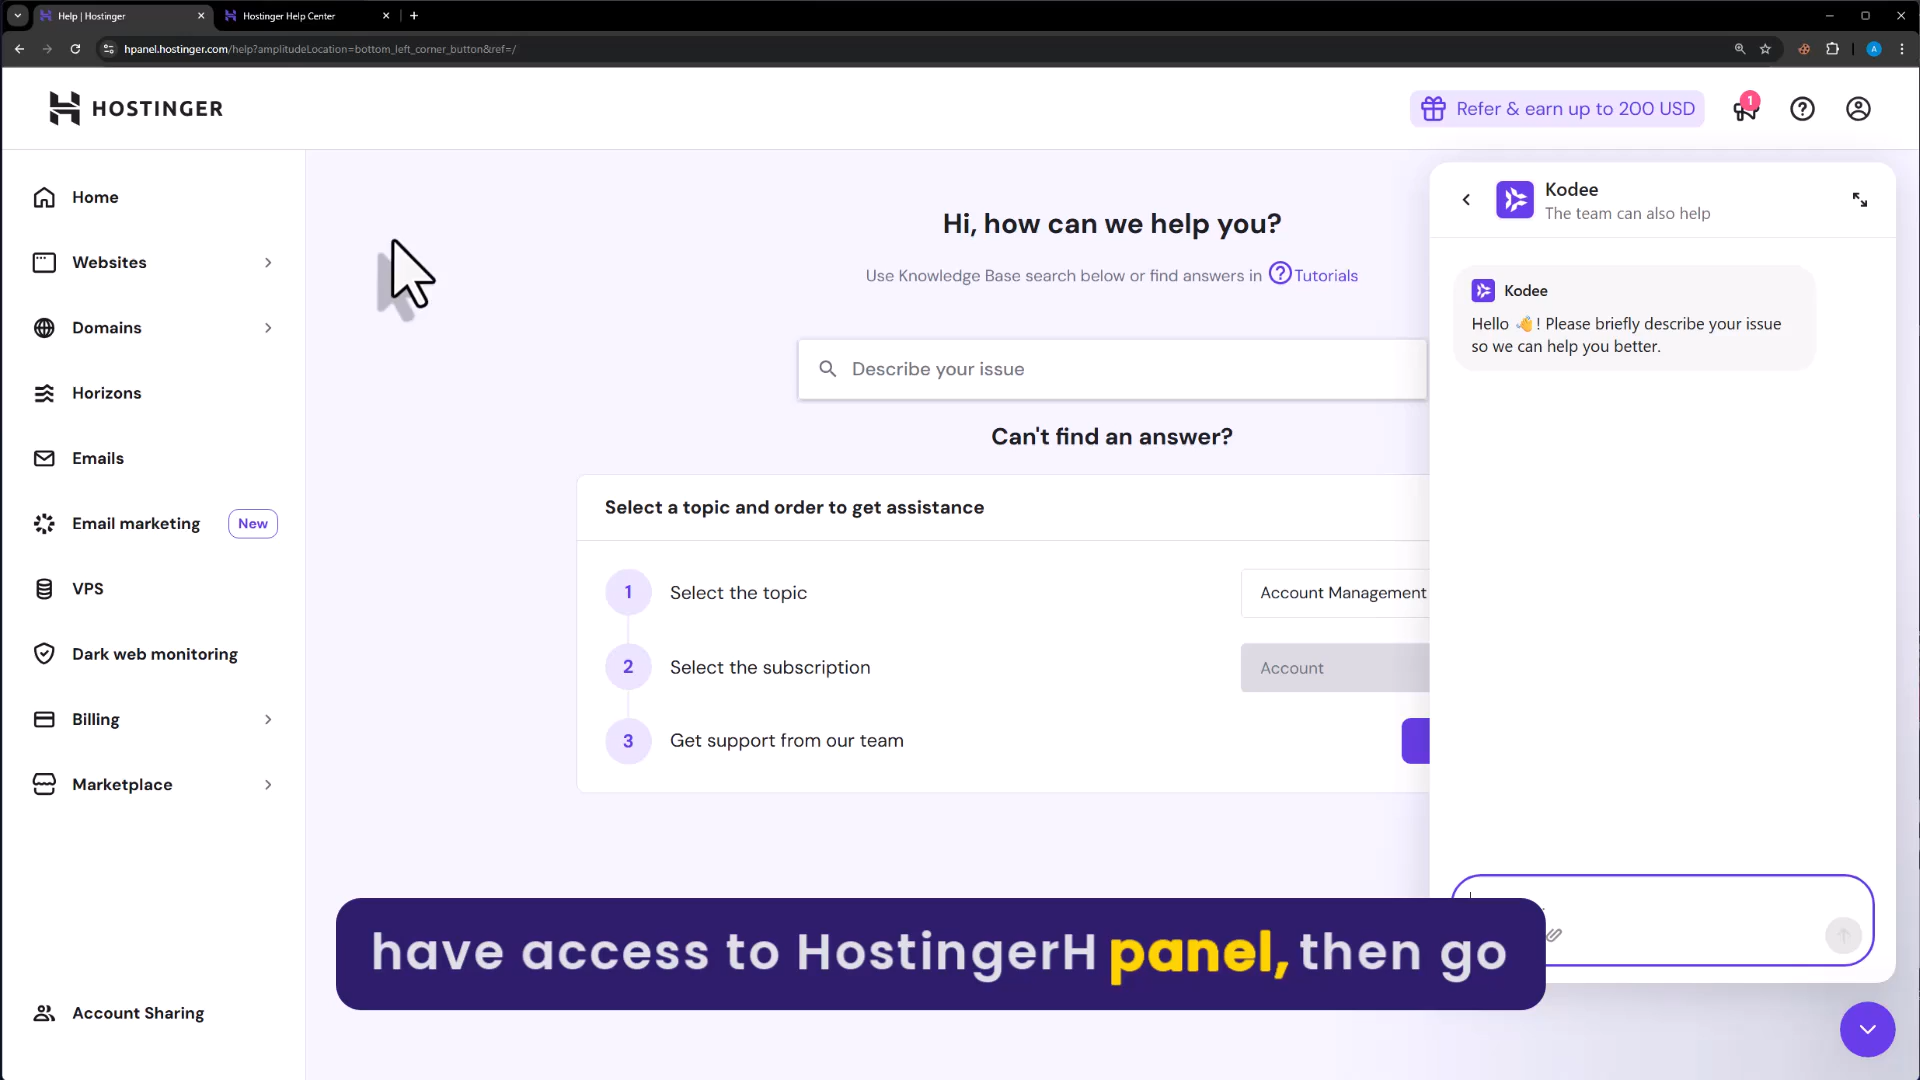 Help | Hostinger
Hostinger Help Center
hpanel.hostinger.com/help?amplitudeLocation=bottom_left_corner_button&ref=/
A
HOSTINGER
Refer & earn up to 200 USD
1
Home
Websites
Domains
Horizons
Emails
Email marketing New
VPS
Dark web monitoring
Billing
Marketplace
Account Sharing
Hi, how can we help you?
Use Knowledge Base search below or find answers in Tutorials
Describe your issue
Can't find an answer?
Select a topic and order to get assistance
1 Select the topic Account Management
2 Select the subscription Account
3 Get support from our team
Kodee
The team can also help
Kodee
Hello 👋! Please briefly describe your issue
so we can help you better.
have access to HostingerH panel, then go